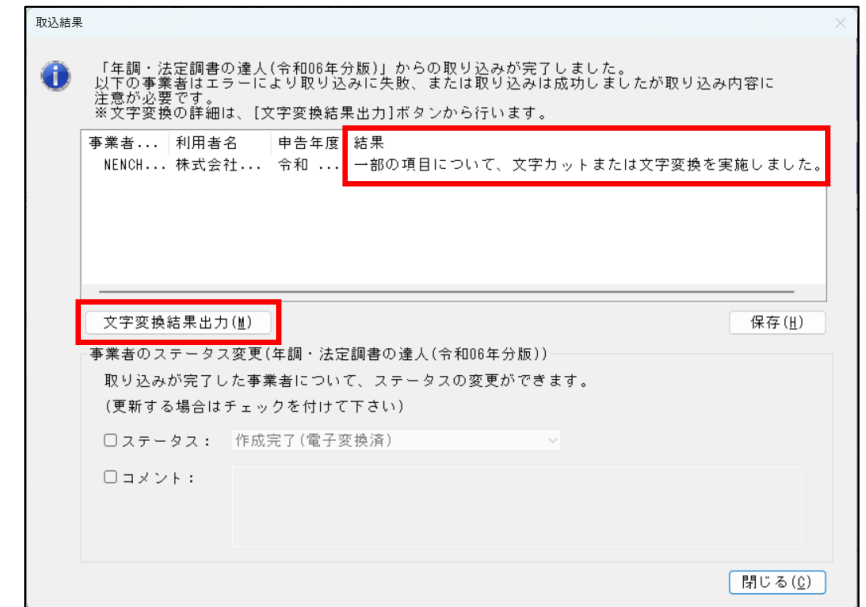 取込結果
「年調・法定調書の達人(令和06年分版)」からの取り込みが完了しました。
以下の事業者はエラーにより取り込みに失敗、または取り込みは成功しましたが取り込み内容に
注意が必要です。
※文字変換の詳細は、[文字変換結果出力]ボタンから行います。
事業者... 利用者名 申告年度 結果
NENCH... 株式会社... 令和 ... 一部の項目について、文字カットまたは文字変換を実施しました。
文字変換結果出力(M) 保存(H)
事業者のステータス変更(年調・法定調書の達人(令和06年分版))
取り込みが完了した事業者について、ステータスの変更ができます。
(更新する場合はチェックを付けて下さい)
ステータス: 作成完了(電子変換済)
コメント:
閉じる(C)